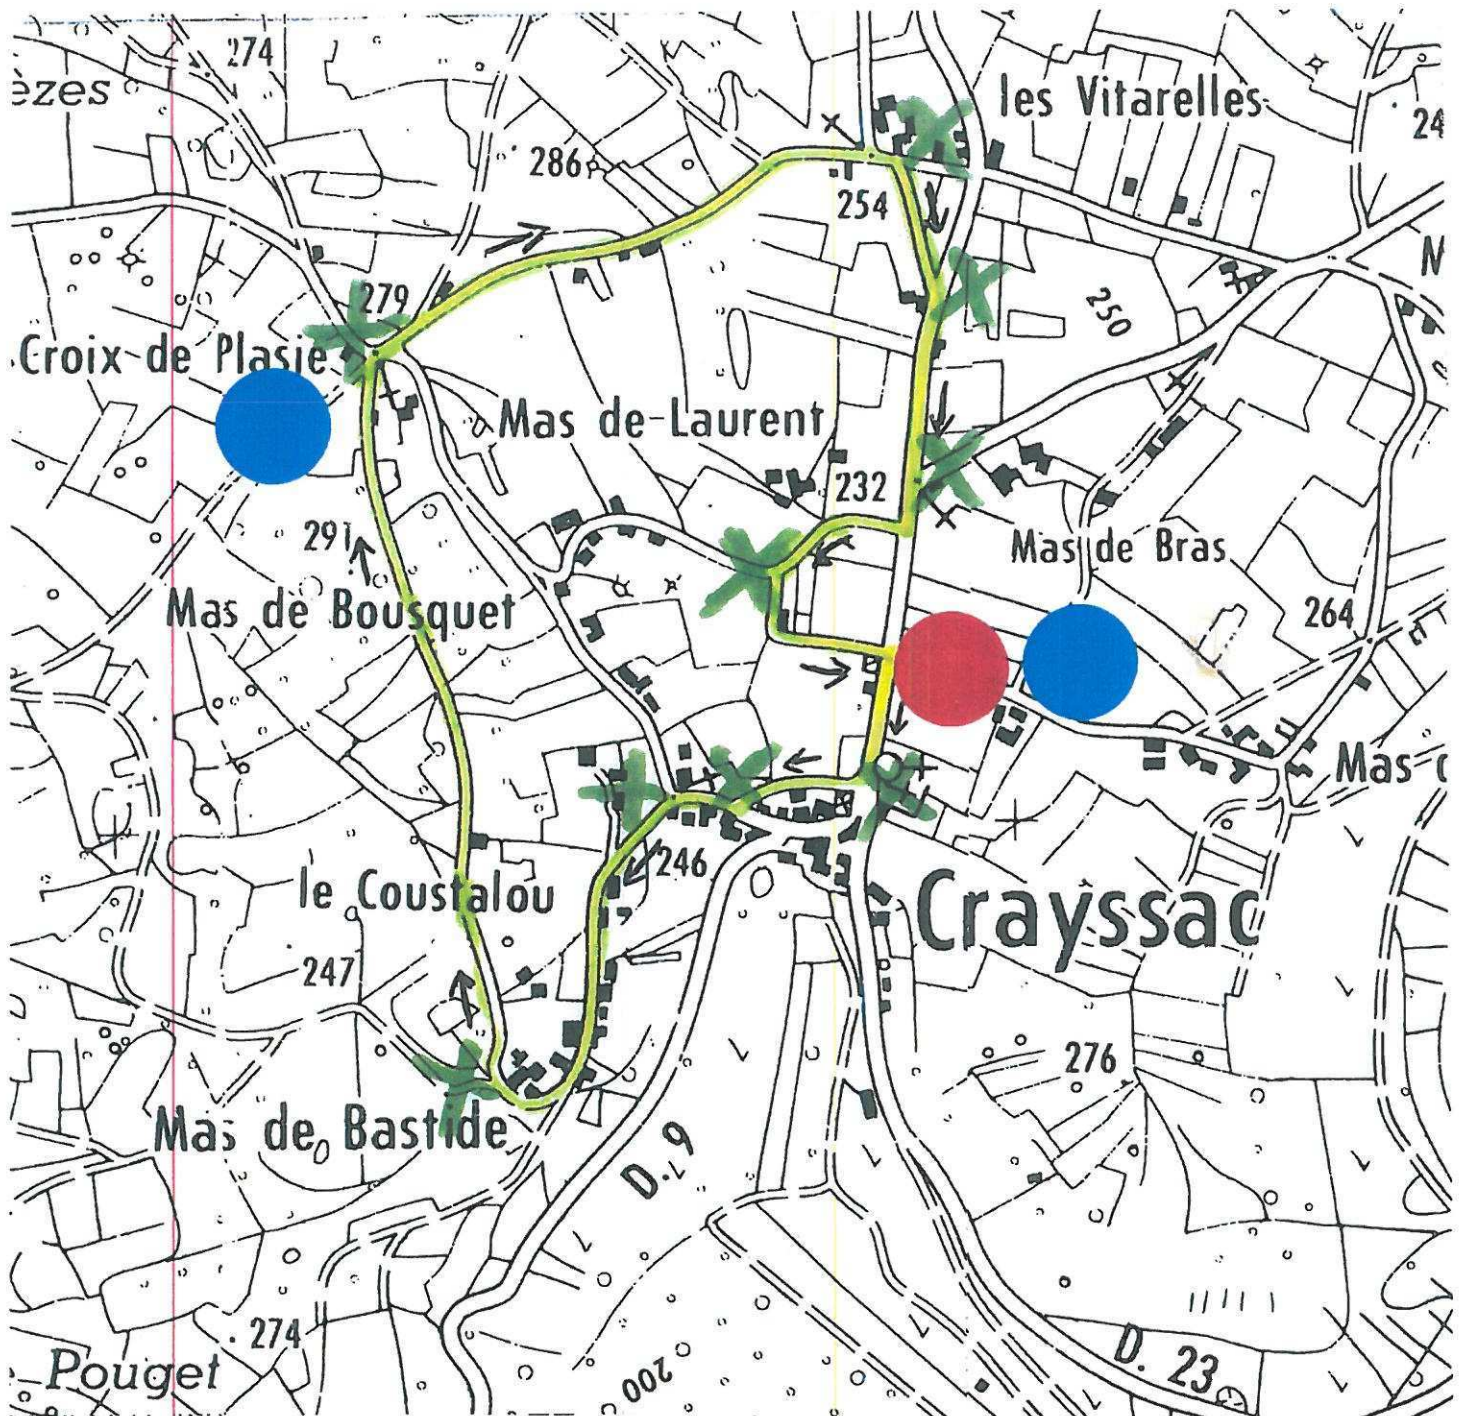 274
èzes
les Vitarelles
24
286
254
N
279
250
Croix de Plasie
Mas de Laurent
232
291
Mas de Bras
Mas de Bousquet
264
Mas d
246
le Coustalou
Crayssac
247
276
Mas de Bastide
D. 9
274
D. 23
Pouget
200